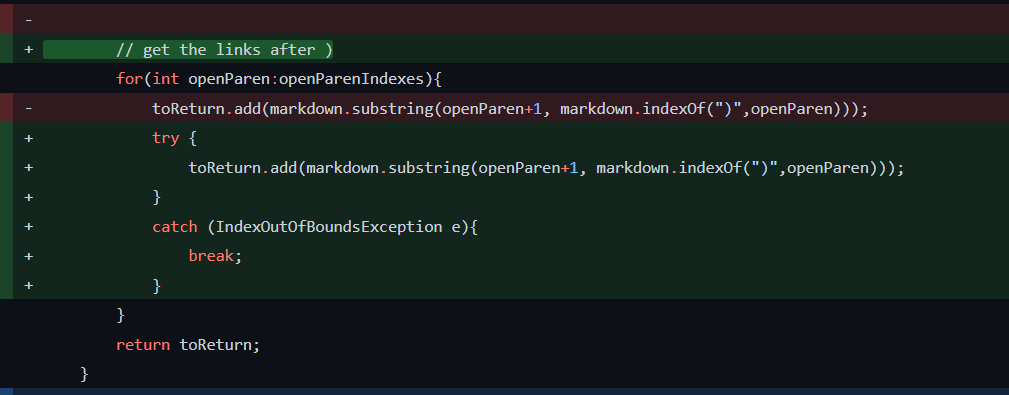 -
+        // get the links after )
        for(int openParen:openParenIndexes){
-            toReturn.add(markdown.substring(openParen+1, markdown.indexOf(")",openParen)));
+            try {
+                toReturn.add(markdown.substring(openParen+1, markdown.indexOf(")",openParen)));
+            }
+            catch (IndexOutOfBoundsException e){
+                break;
+            }
        }
        return toReturn;
    }